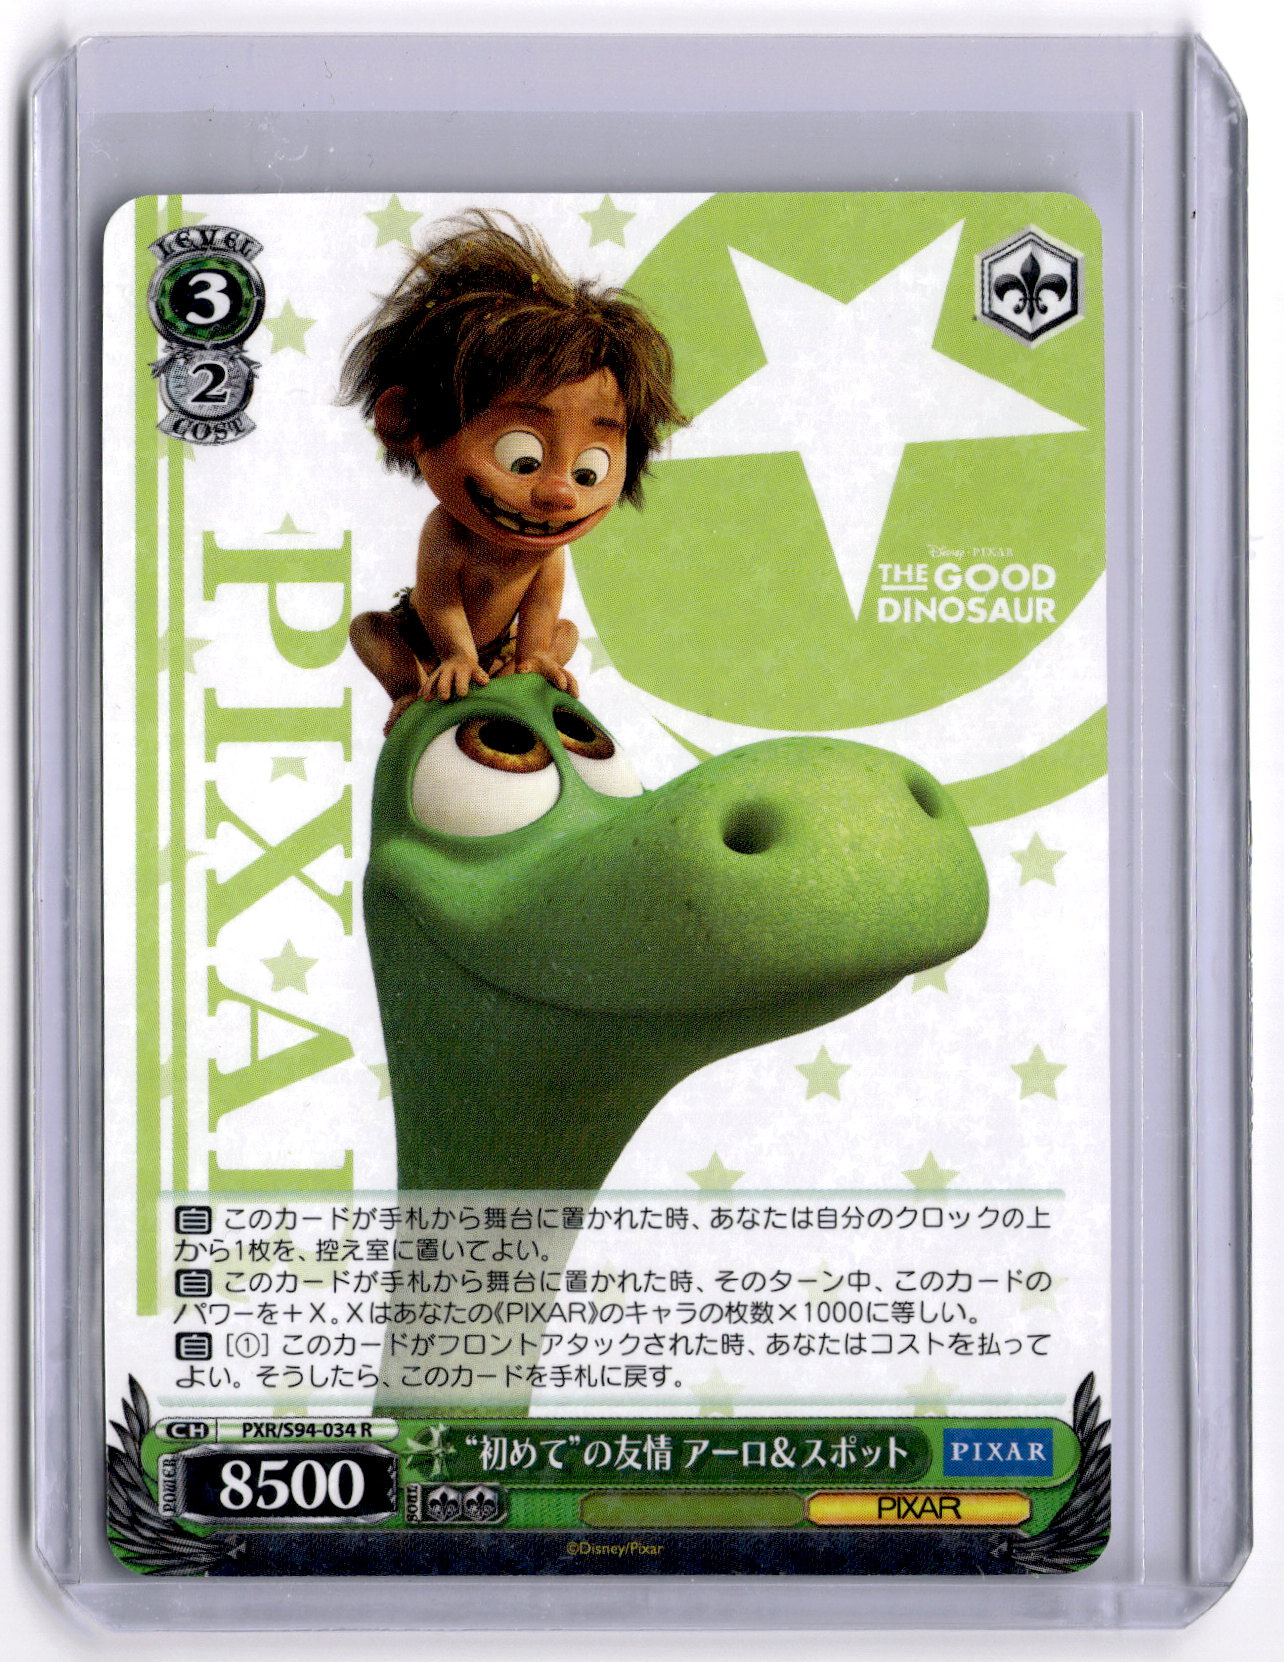 LEVEL
3
2
COST
PIXAR
Disney·PIXAR
THE GOOD
DINOSAUR
自 このカードが手札から舞台に置かれた時、あなたは自分のクロックの上
から1枚を、控え室に置いてよい。
自 このカードが手札から舞台に置かれた時、そのターン中、このカードの
パワーを＋X。Xはあなたの《PIXAR》のキャラの枚数×1000に等しい。
自 [①] このカードがフロントアタックされた時、あなたはコストを払って
よい。そうしたら、このカードを手札に戻す。
CH PXR/S94-034 R
POWER 8500
“初めて”の友情 アーロ&スポット
PIXAR
SOUL
PIXAR
©Disney/Pixar